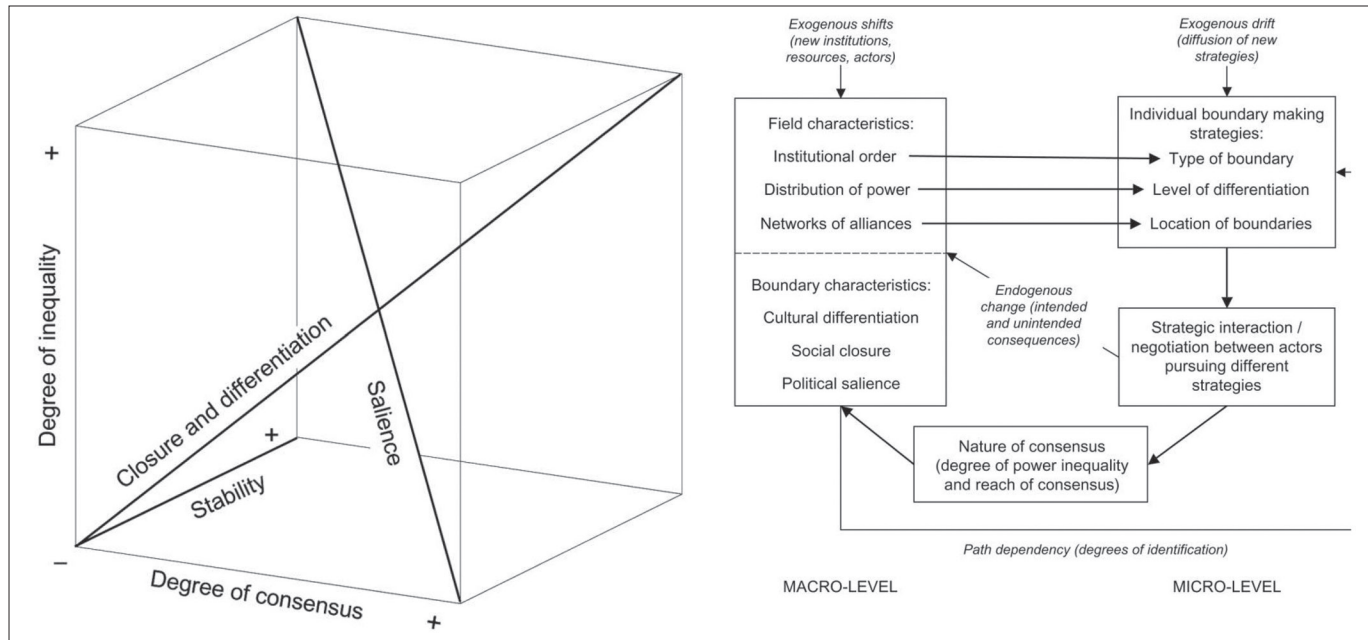 +
Degree of inequality
Closure and differentiation
Salience
+
Stability
–
Degree of consensus
+
Exogenous shifts
(new institutions,
resources, actors)
Field characteristics:
Institutional order
Distribution of power
Networks of alliances
Boundary characteristics:
Cultural differentiation
Social closure
Political salience
Exogenous drift
(diffusion of new
strategies)
Individual boundary making
strategies:
Type of boundary
Level of differentiation
Location of boundaries
Endogenous
change (intended
and unintended
consequences)
Strategic interaction /
negotiation between actors
pursuing different
strategies
Nature of consensus
(degree of power inequality
and reach of consensus)
Path dependency (degrees of identification)
MACRO-LEVEL
MICRO-LEVEL